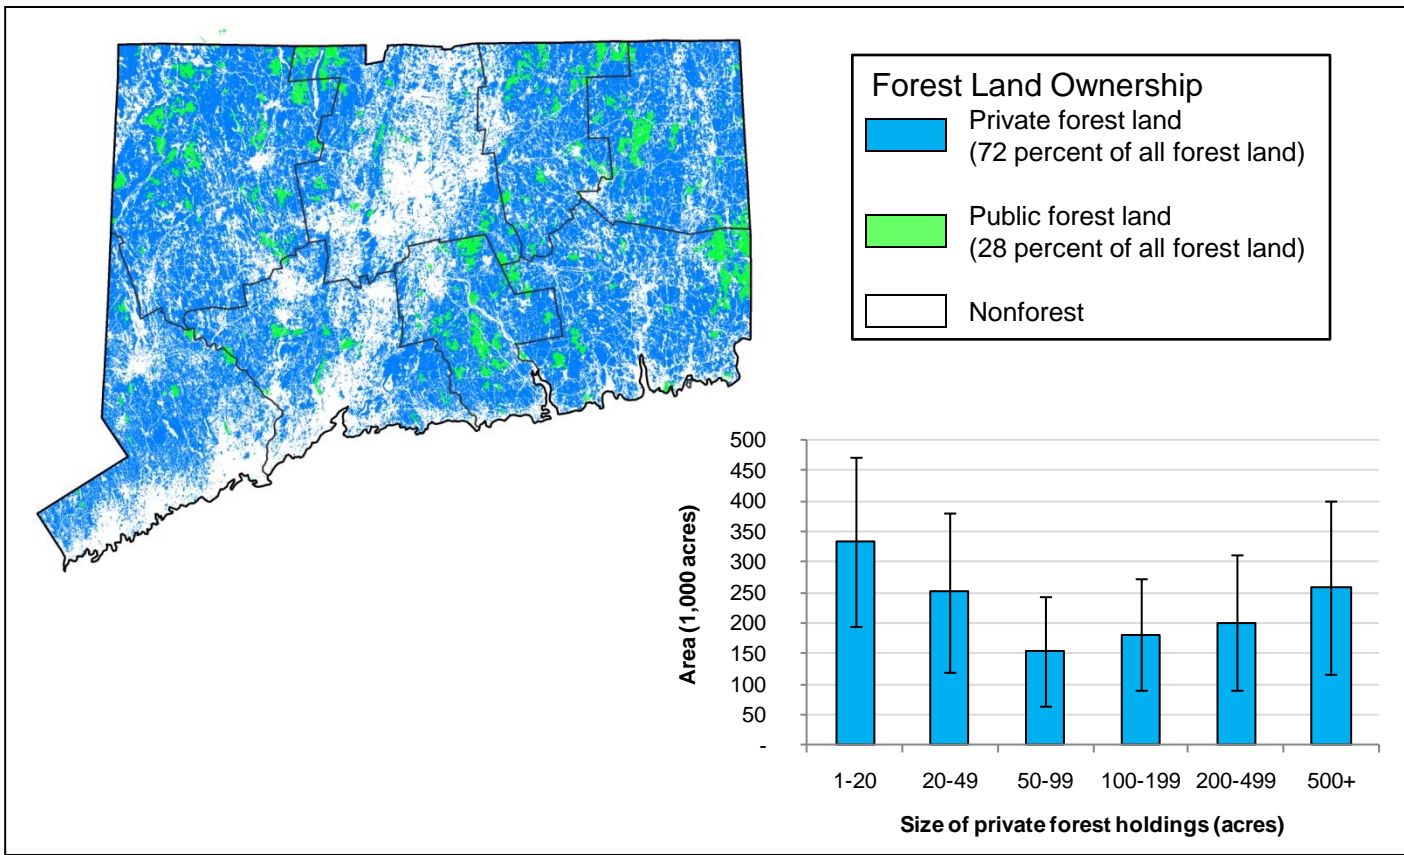 Forest Land Ownership
Private forest land
(72 percent of all forest land)
Public forest land
(28 percent of all forest land)
Nonforest
500
450
400
350
300
250
200
150
100
50
-
Area (1,000 acres)
1-20 20-49 50-99 100-199 200-499 500+
Size of private forest holdings (acres)